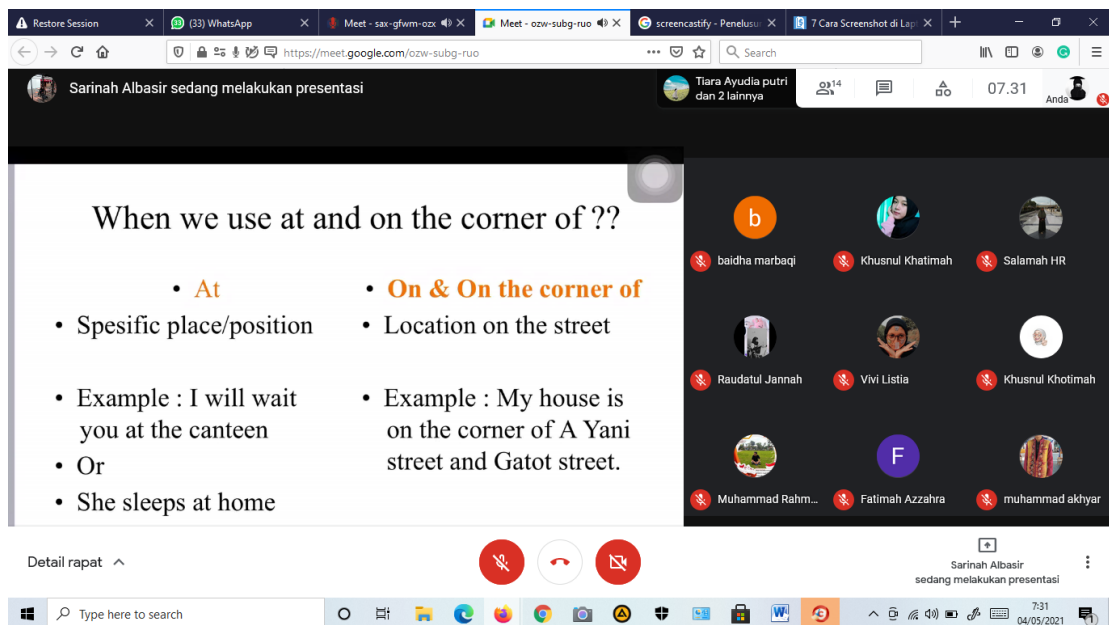 Restore Session
(33) WhatsApp
Meet - sax-gfwm-ozx
Meet - ozw-subg-ruo
screencastify - Penelusur
7 Cara Screenshot di Lapt
https://meet.google.com/ozw-subg-ruo
Search
Sarinah Albasir sedang melakukan presentasi
Tiara Ayudia putri
dan 2 lainnya
14
07.31
Anda
When we use at and on the corner of ??
• At
• Spesific place/position
• Example : I will wait
you at the canteen
• Or
• She sleeps at home
• On & On the corner of
• Location on the street
• Example : My house is
on the corner of A Yani
street and Gatot street.
b
baidha marbaqi
Khusnul Khatimah
Salamah HR
Raudatul Jannah
Vivi Listia
Khusnul Khotimah
Muhammad Rahm...
F
Fatimah Azzahra
muhammad akhyar
Detail rapat
Sarinah Albasir
sedang melakukan presentasi
Type here to search
7:31
04/05/2021